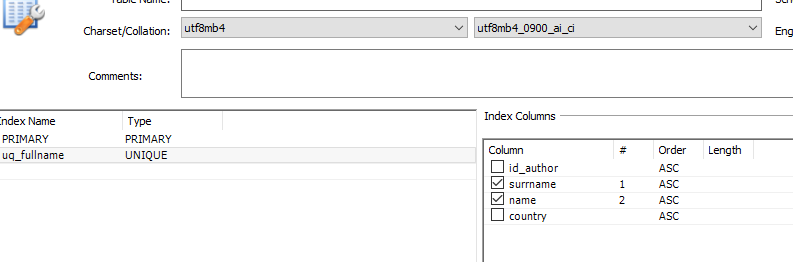 Table Name:
Charset/Collation: utf8mb4 utf8mb4_0900_ai_ci Eng
Comments:
Index Name Type
PRIMARY PRIMARY
uq_fullname UNIQUE
Index Columns
Column # Order Length
id_author ASC
surrname 1 ASC
name 2 ASC
country ASC